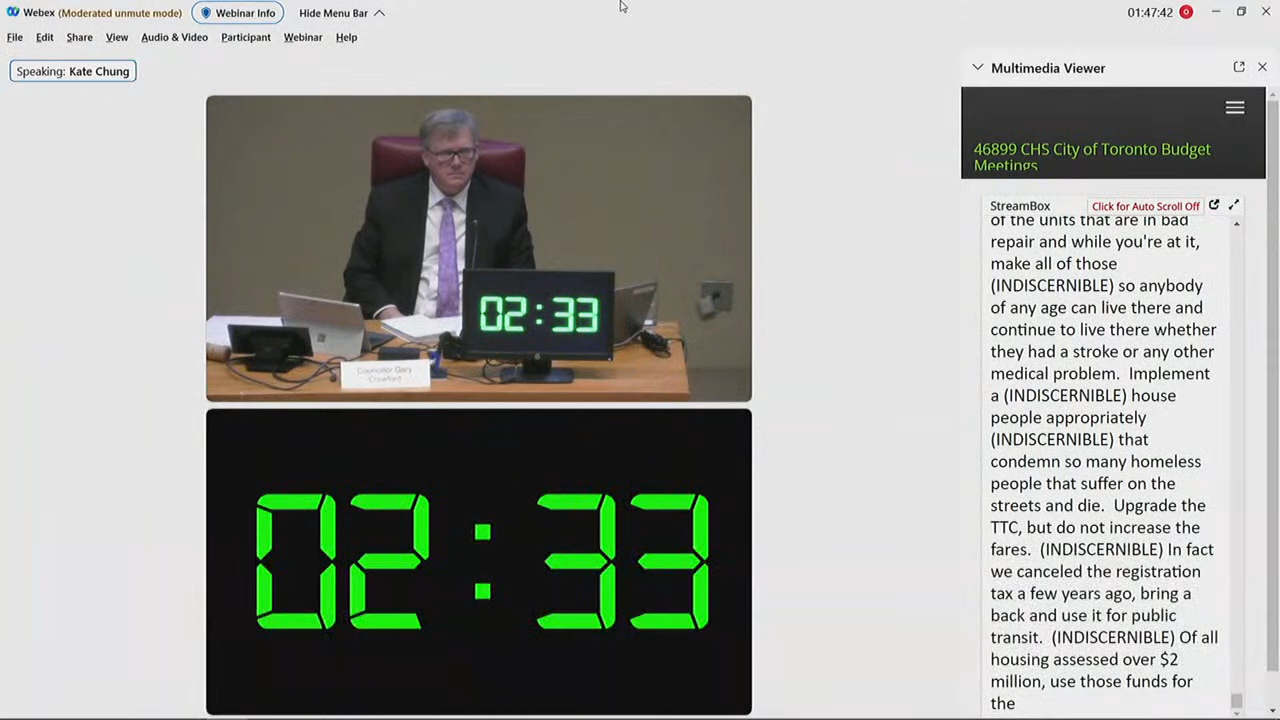 Webex (Moderated unmute mode) Webinar Info Hide Menu Bar 01:47:42
File Edit Share View Audio & Video Participant Webinar Help
Speaking: Kate Chung
Multimedia Viewer
46899 CHS City of Toronto Budget
Meetings
StreamBox Click for Auto Scroll Off
of the units that are in bad
repair and while you're at it,
make all of those
(INDISCERNIBLE) so anybody
of any age can live there and
continue to live there whether
they had a stroke or any other
medical problem. Implement
a (INDISCERNIBLE) house
people appropriately
(INDISCERNIBLE) that
condemn so many homeless
people that suffer on the
streets and die. Upgrade the
TTC, but do not increase the
fares. (INDISCERNIBLE) In fact
we canceled the registration
tax a few years ago, bring a
back and use it for public
transit. (INDISCERNIBLE) Of all
housing assessed over $2
million, use those funds for
the
02:33
Councillor Gary
Crawford
02:33